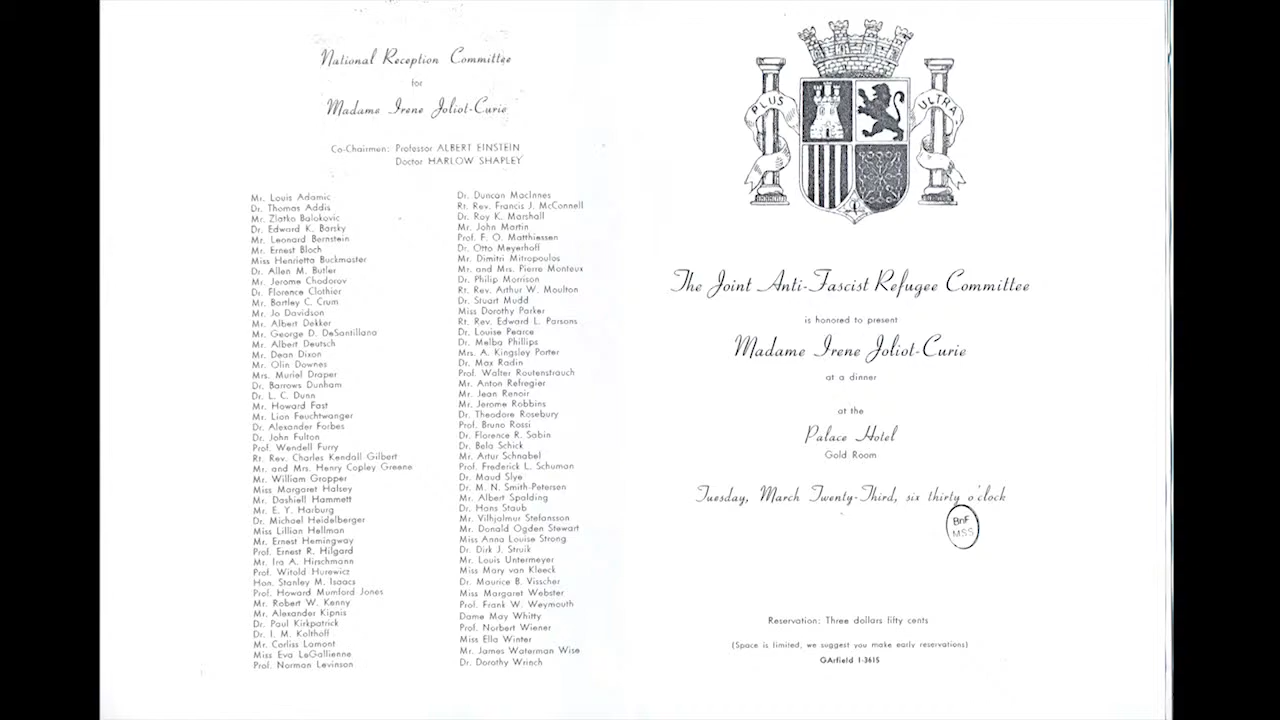 National Reception Committee
for
Madame Irene Joliot-Curie
Co-Chairmen: Professor ALBERT EINSTEIN
Doctor HARLOW SHAPLEY
Mr. Louis Adamic
Dr. Thomas Addis
Mr. Zlatko Balokovic
Dr. Edward K. Barsky
Mr. Leonard Bernstein
Mr. Ernest Bloch
Miss Henrietta Buckmaster
Dr. Allen M. Butler
Mr. Jerome Chodorov
Dr. Florence Clothier
Mr. Bartley C. Crum
Mr. Jo Davidson
Mr. Albert Dekker
Mr. George D. DeSantillana
Mr. Albert Deutsch
Mr. Dean Dixon
Mr. Olin Downes
Mrs. Muriel Draper
Dr. Barrows Dunham
Dr. L. C. Dunn
Mr. Howard Fast
Mr. Lion Feuchtwanger
Dr. Alexander Forbes
Dr. John Fulton
Prof. Wendell Furry
Rt. Rev. Charles Kendall Gilbert
Mr. and Mrs. Henry Copley Greene
Mr. William Gropper
Miss Margaret Halsey
Mr. Dashiell Hammett
Mr. E. Y. Harburg
Dr. Michael Heidelberger
Miss Lillian Hellman
Mr. Ernest Hemingway
Prof. Ernest R. Hilgard
Mr. Ira A. Hirschmann
Prof. Witold Hurewicz
Hon. Stanley M. Isaacs
Prof. Howard Mumford Jones
Mr. Robert W. Kenny
Mr. Alexander Kipnis
Dr. Paul Kirkpatrick
Dr. I. M. Kolthoff
Mr. Corliss Lamont
Miss Eva LeGallienne
Prof. Norman Levinson
Dr. Duncan MacInnes
Rt. Rev. Francis J. McConnell
Dr. Roy K. Marshall
Mr. John Martin
Prof. F. O. Matthiessen
Dr. Otto Meyerhoff
Mr. Dimitri Mitropoulos
Mr. and Mrs. Pierre Monteux
Dr. Philip Morrison
Rt. Rev. Arthur W. Moulton
Dr. Stuart Mudd
Miss Dorothy Parker
Rt. Rev. Edward L. Parsons
Dr. Louise Pearce
Dr. Melba Phillips
Mrs. A. Kingsley Porter
Dr. Max Radin
Prof. Walter Routenstrauch
Mr. Anton Refregier
Mr. Jean Renoir
Mr. Jerome Robbins
Dr. Theodore Rosebury
Prof. Bruno Rossi
Dr. Florence R. Sabin
Dr. Bela Schick
Mr. Artur Schnabel
Prof. Frederick L. Schuman
Dr. Maud Slye
Dr. M. N. Smith-Petersen
Mr. Albert Spalding
Dr. Hans Staub
Mr. Vilhjalmur Stefansson
Mr. Donald Ogden Stewart
Miss Anna Louise Strong
Dr. Dirk J. Struik
Mr. Louis Untermeyer
Miss Mary van Kleeck
Dr. Maurice B. Visscher
Miss Margaret Webster
Prof. Frank W. Weymouth
Dame May Whitty
Prof. Norbert Wiener
Miss Ella Winter
Mr. James Waterman Wise
Dr. Dorothy Wrinch
PLUS ULTRA
The Joint Anti-Fascist Refugee Committee
is honored to present
Madame Irene Joliot-Curie
at a dinner
at the
Palace Hotel
Gold Room
Tuesday, March Twenty-Third, six thirty o'clock
BnF
MSS
Reservation: Three dollars fifty cents
(Space is limited, we suggest you make early reservations)
GArfield 1-3615